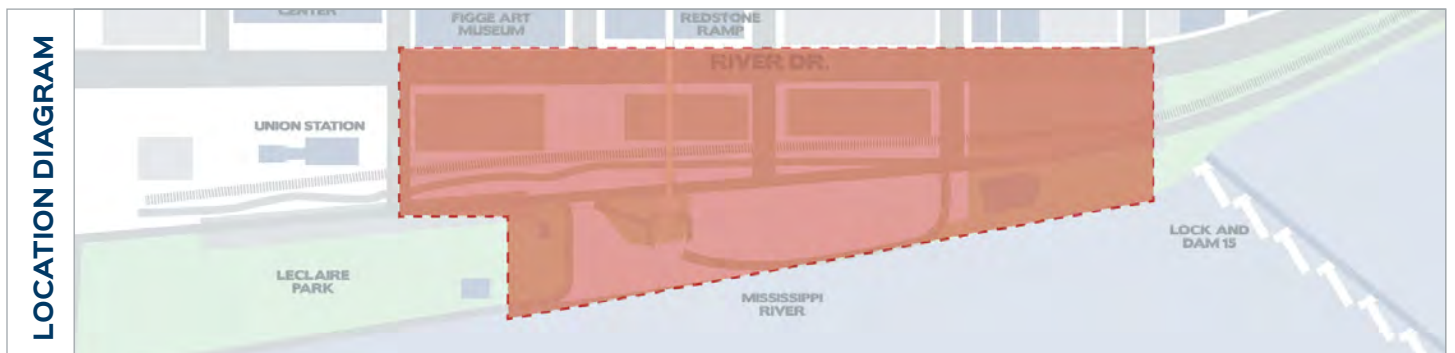 LOCATION DIAGRAM
CENTER
FIGGE ART
MUSEUM
REDSTONE
RAMP
RIVER DR.
UNION STATION
LECLAIRE
PARK
MISSISSIPPI
RIVER
LOCK AND
DAM 15